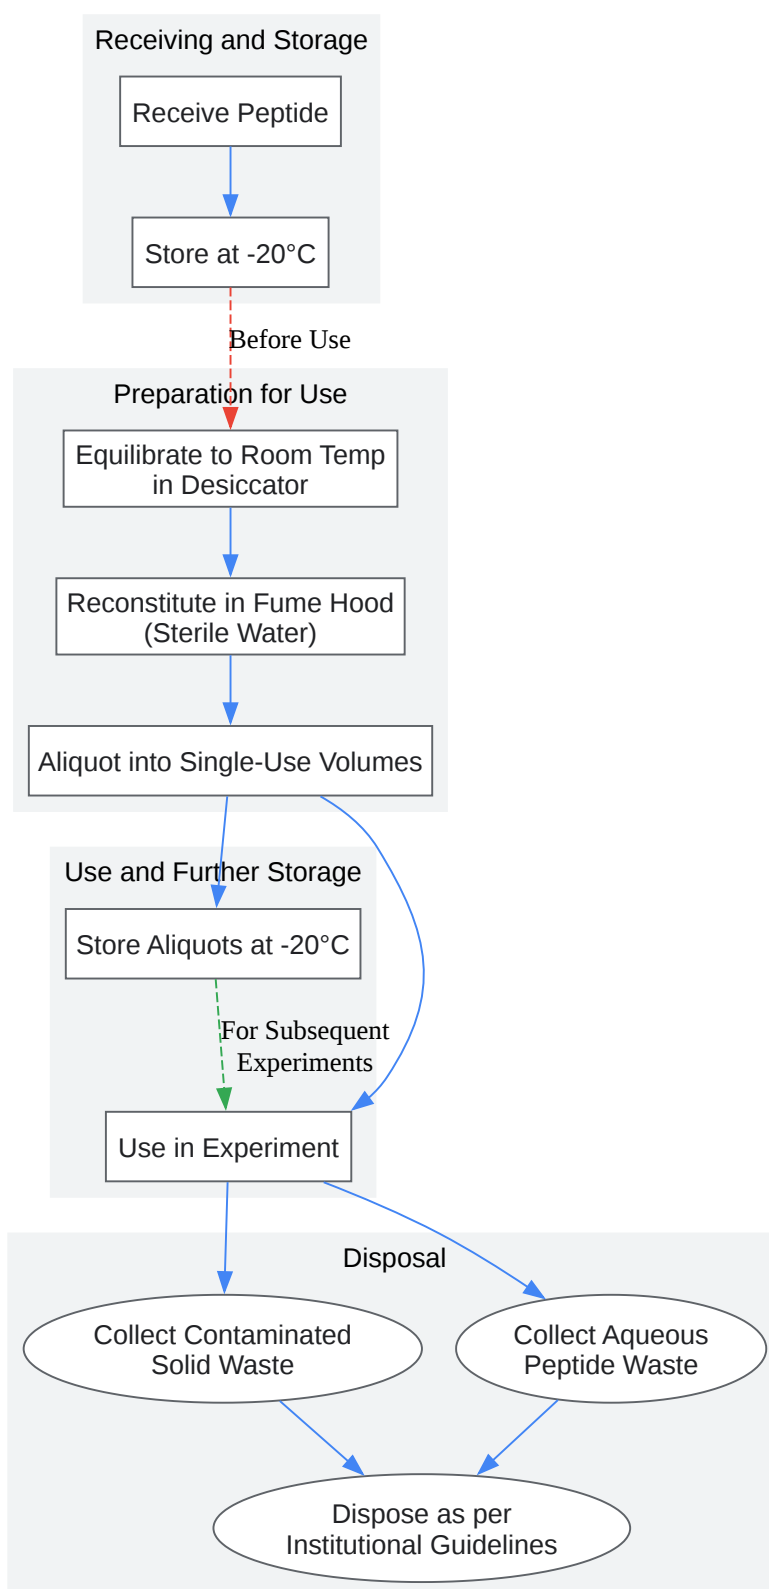 Receiving and Storage
Receive Peptide
Store at -20°C
Before Use
Preparation for Use
Equilibrate to Room Temp
in Desiccator
Reconstitute in Fume Hood
(Sterile Water)
Aliquot into Single-Use Volumes
Use and Further Storage
Store Aliquots at -20°C
For Subsequent
Experiments
Use in Experiment
Disposal
Collect Contaminated
Solid Waste
Collect Aqueous
Peptide Waste
Dispose as per
Institutional Guidelines